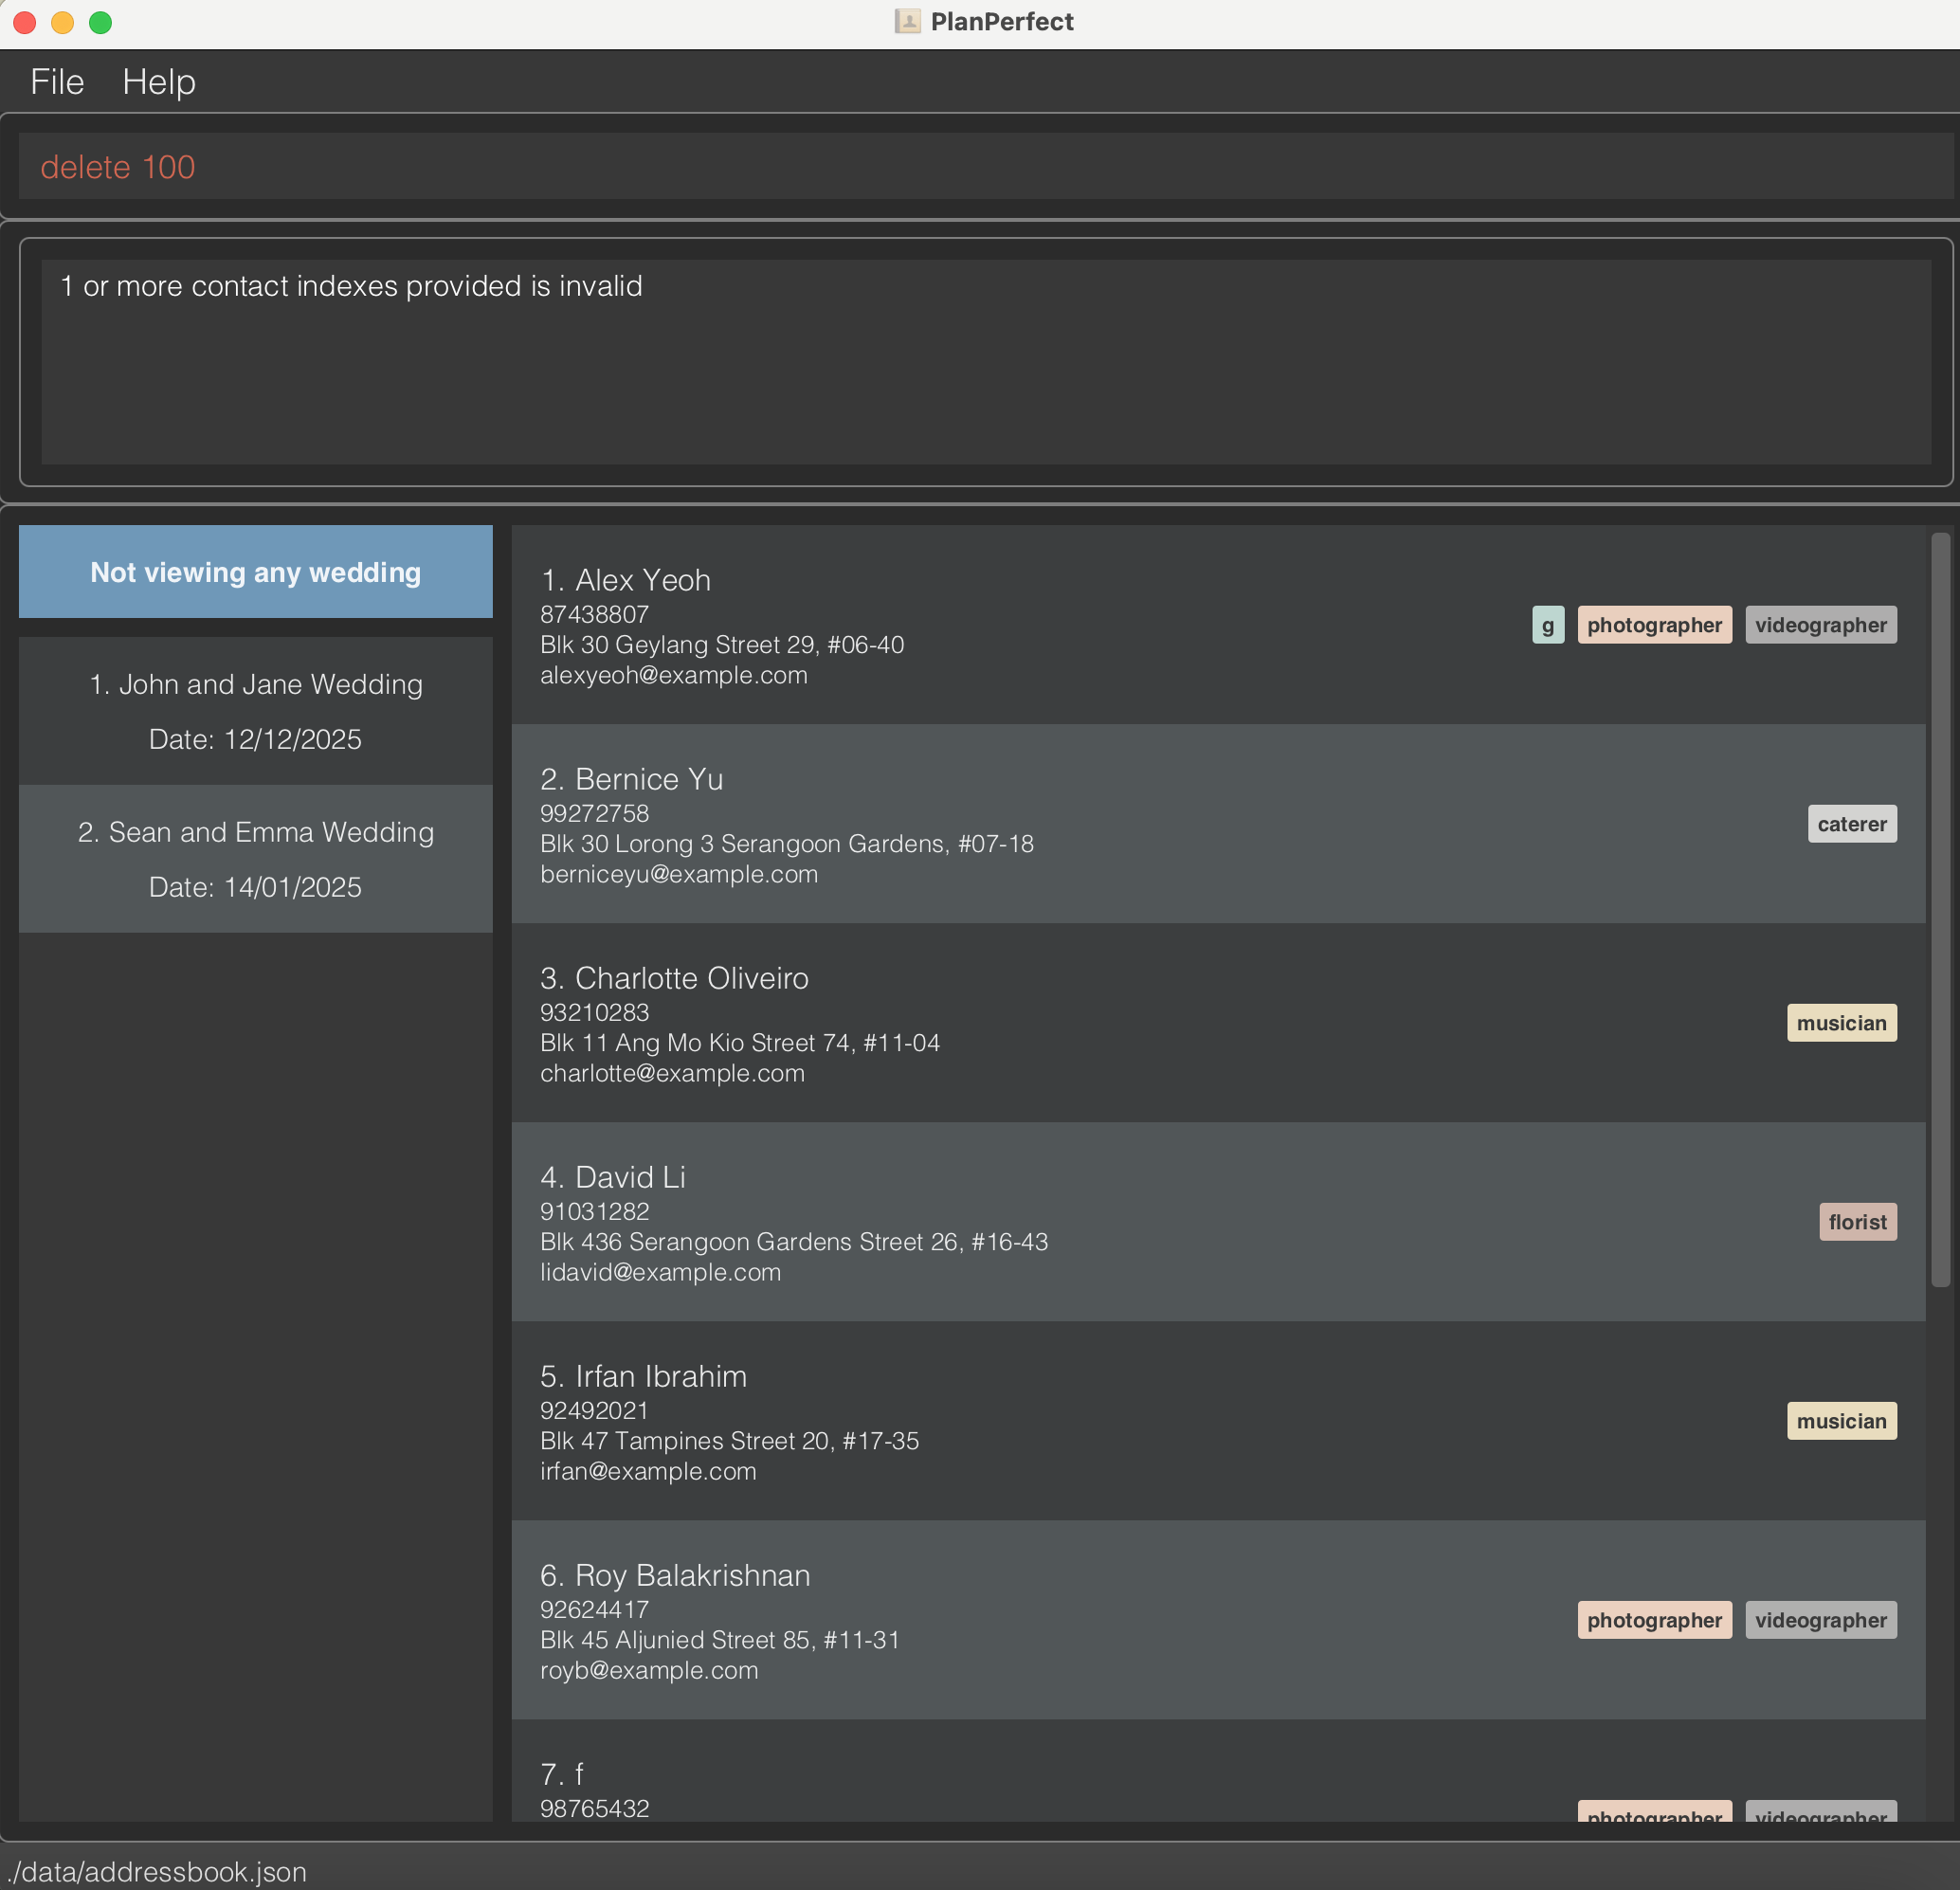 PlanPerfect
File Help
delete 100
1 or more contact indexes provided is invalid
Not viewing any wedding
1. John and Jane Wedding
Date: 12/12/2025
2. Sean and Emma Wedding
Date: 14/01/2025
1. Alex Yeoh
87438807
Blk 30 Geylang Street 29, #06-40
alexyeoh@example.com
g photographer videographer
2. Bernice Yu
99272758
Blk 30 Lorong 3 Serangoon Gardens, #07-18
berniceyu@example.com
caterer
3. Charlotte Oliveiro
93210283
Blk 11 Ang Mo Kio Street 74, #11-04
charlotte@example.com
musician
4. David Li
91031282
Blk 436 Serangoon Gardens Street 26, #16-43
lidavid@example.com
florist
5. Irfan Ibrahim
92492021
Blk 47 Tampines Street 20, #17-35
irfan@example.com
musician
6. Roy Balakrishnan
92624417
Blk 45 Aljunied Street 85, #11-31
royb@example.com
photographer videographer
7. f
98765432
photographer videographer
./data/addressbook.json